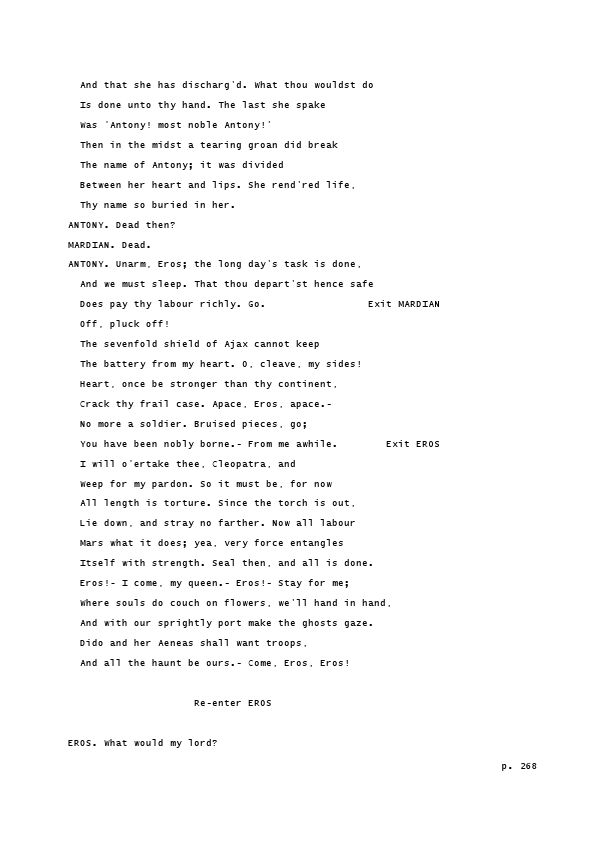 And that she has discharg'd. What thou wouldst do
Is done unto thy hand. The last she spake
Was 'Antony! most noble Antony!'
Then in the midst a tearing groan did break
The name of Antony; it was divided
Between her heart and lips. She rend'red life,
Thy name so buried in her.
ANTONY. Dead then?
MARDIAN. Dead.
ANTONY. Unarm, Eros; the long day's task is done,
And we must sleep. That thou depart'st hence safe
Does pay thy labour richly. Go. Exit MARDIAN
Off, pluck off!
The sevenfold shield of Ajax cannot keep
The battery from my heart. O, cleave, my sides!
Heart, once be stronger than thy continent,
Crack thy frail case. Apace, Eros, apace.-
No more a soldier. Bruised pieces, go;
You have been nobly borne.- From me awhile. Exit EROS
I will o'ertake thee, Cleopatra, and
Weep for my pardon. So it must be, for now
All length is torture. Since the torch is out,
Lie down, and stray no farther. Now all labour
Mars what it does; yea, very force entangles
Itself with strength. Seal then, and all is done.
Eros!- I come, my queen.- Eros!- Stay for me;
Where souls do couch on flowers, we'll hand in hand,
And with our sprightly port make the ghosts gaze.
Dido and her Aeneas shall want troops,
And all the haunt be ours.- Come, Eros, Eros!
Re-enter EROS
EROS. What would my lord?
p. 268